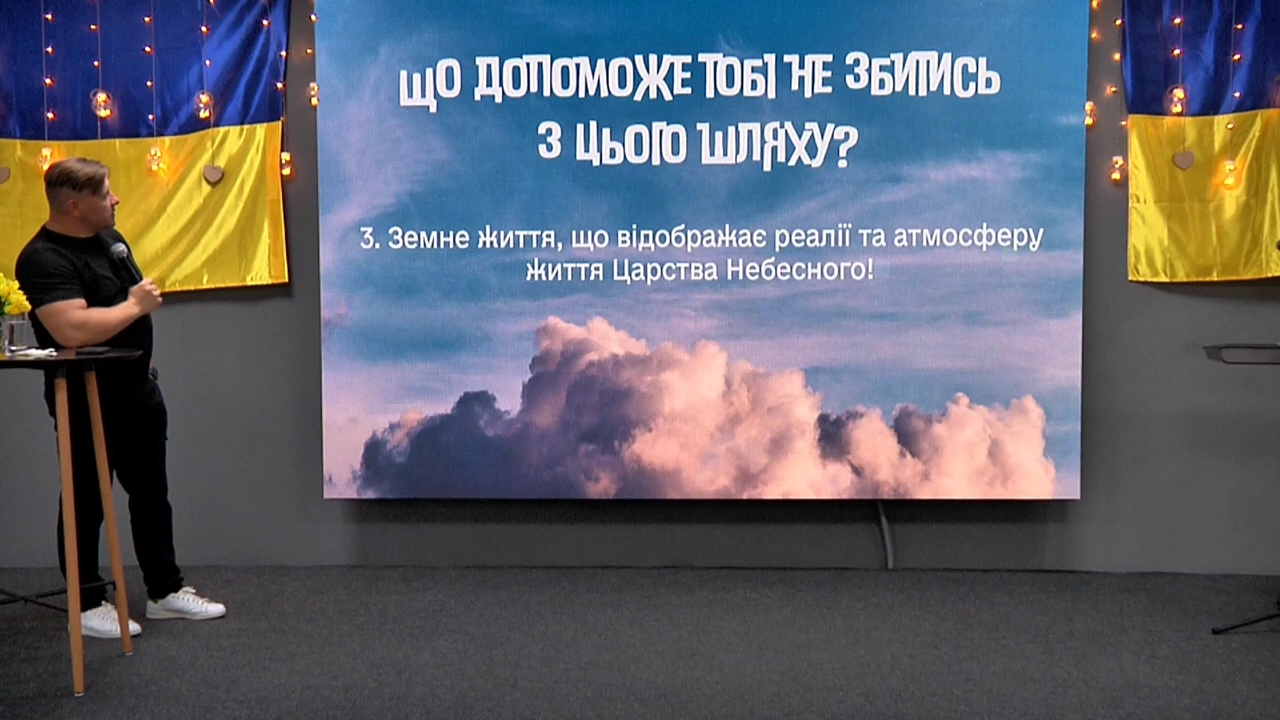 ЩО ДОПОМОЖЕ ТОБІ НЕ ЗБИТИСЬ
З ЦЬОГО ШЛЯХУ?
3. Земне життя, що відображає реалії та атмосферу
життя Царства Небесного!